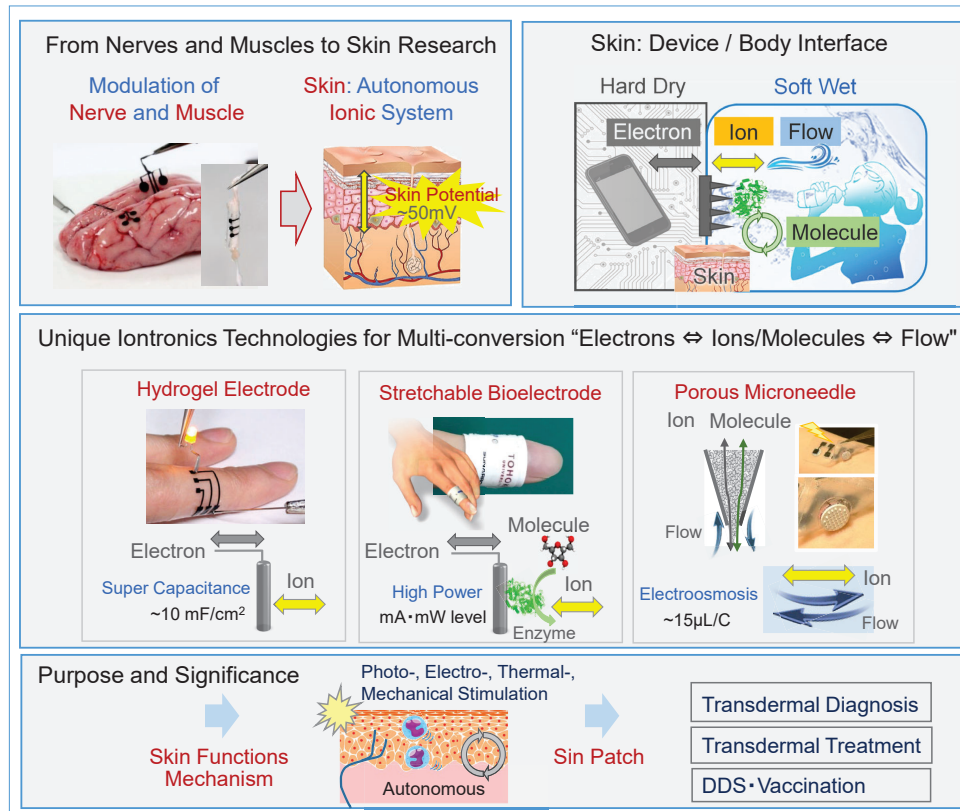 From Nerves and Muscles to Skin Research
Modulation of
Nerve and Muscle
Skin: Autonomous
Ionic System
Skin Potential
~50mV
Skin: Device / Body Interface
Hard Dry
Soft Wet
Electron
Ion
Flow
Molecule
Skin
Unique Iontronics Technologies for Multi-conversion “Electrons ⇔ Ions/Molecules ⇔ Flow"
Hydrogel Electrode
Electron
Super Capacitance
~10 mF/cm²
Ion
Stretchable Bioelectrode
TOHO
Electron
Molecule
High Power
mA・mW level
Ion
Enzyme
Porous Microneedle
Ion
Molecule
Flow
Electroosmosis
~15μL/C
Ion
Flow
Purpose and Significance
Skin Functions
Mechanism
Photo-, Electro-, Thermal-,
Mechanical Stimulation
Autonomous
Sin Patch
Transdermal Diagnosis
Transdermal Treatment
DDS・Vaccination